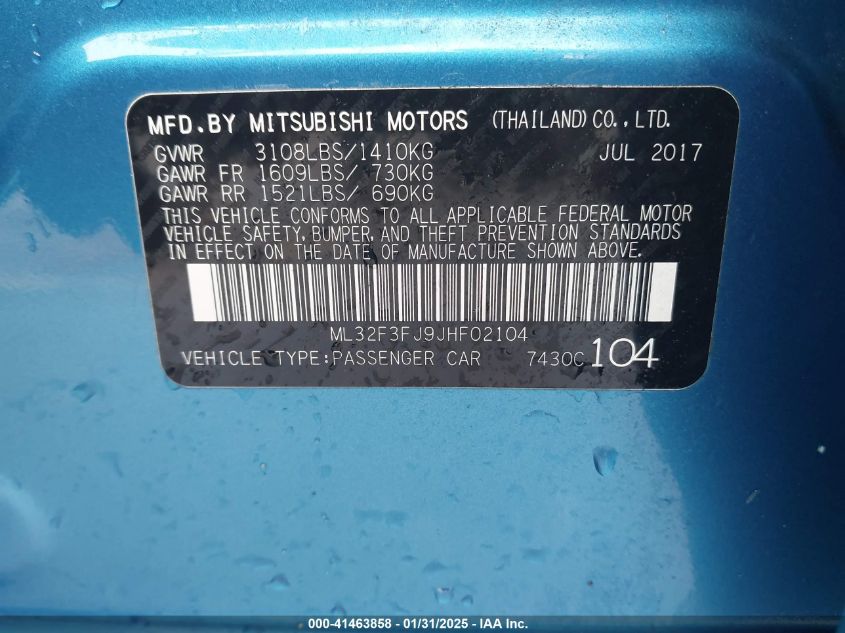 MFD.BY MITSUBISHI MOTORS (THAILAND) CO., LTD.
GVWR 3108LBS/1410KG JUL 2017
GAWR FR 1609LBS/ 730KG
GAWR RR 1521LBS/ 690KG
THIS VEHICLE CONFORMS TO ALL APPLICABLE FEDERAL MOTOR
VEHICLE SAFETY, BUMPER, AND THEFT PREVENTION STANDARDS
IN EFFECT ON THE DATE OF MANUFACTURE SHOWN ABOVE.
ML32F3FJ9JHF02104
VEHICLE TYPE:PASSENGER CAR 7430C 104
000-41463858 - 01/31/2025 - IAA Inc.